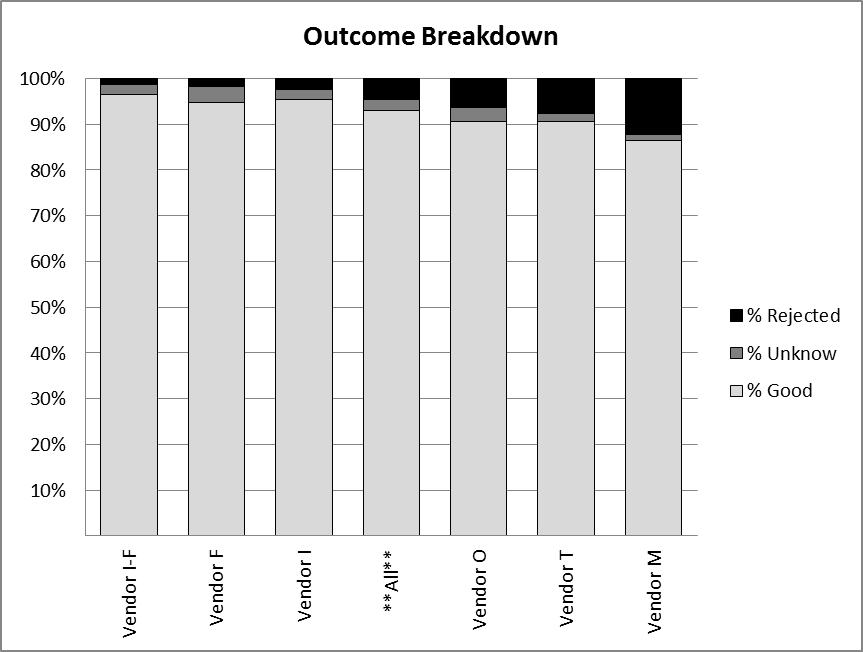 Outcome Breakdown
100%
90%
80%
70%
60%
50%
40%
30%
20%
10%
% Rejected
% Unknow
% Good
Vendor I-F
Vendor F
Vendor I
**All**
Vendor O
Vendor T
Vendor M